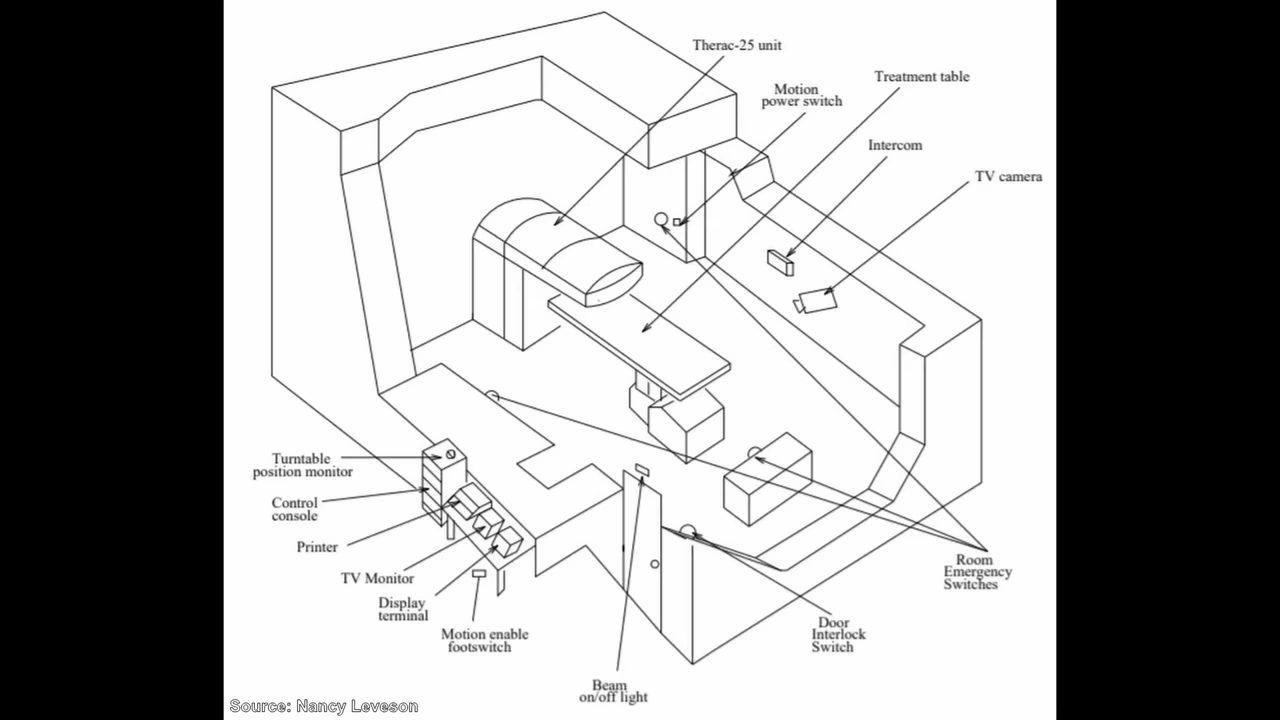 Therac-25 unit
Treatment table
Motion
power switch
Intercom
TV camera
Turntable
position monitor
Control
console
Printer
TV Monitor
Display
terminal
Motion enable
footswitch
Beam
on/off light
Door
Interlock
Switch
Room
Emergency
Switches
Source: Nancy Leveson